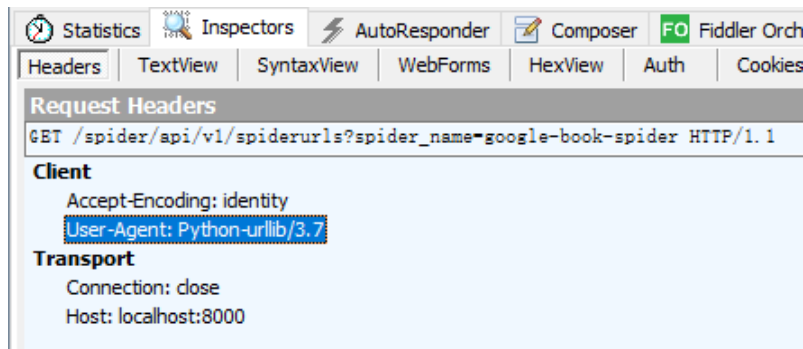 Statistics Inspectors AutoResponder Composer FO Fiddler Orch
Headers TextView SyntaxView WebForms HexView Auth Cookies
Request Headers
GET /spider/api/v1/spiderurls?spider_name=google-book-spider HTTP/1.1
Client
Accept-Encoding: identity
User-Agent: Python-urllib/3.7
Transport
Connection: close
Host: localhost:8000